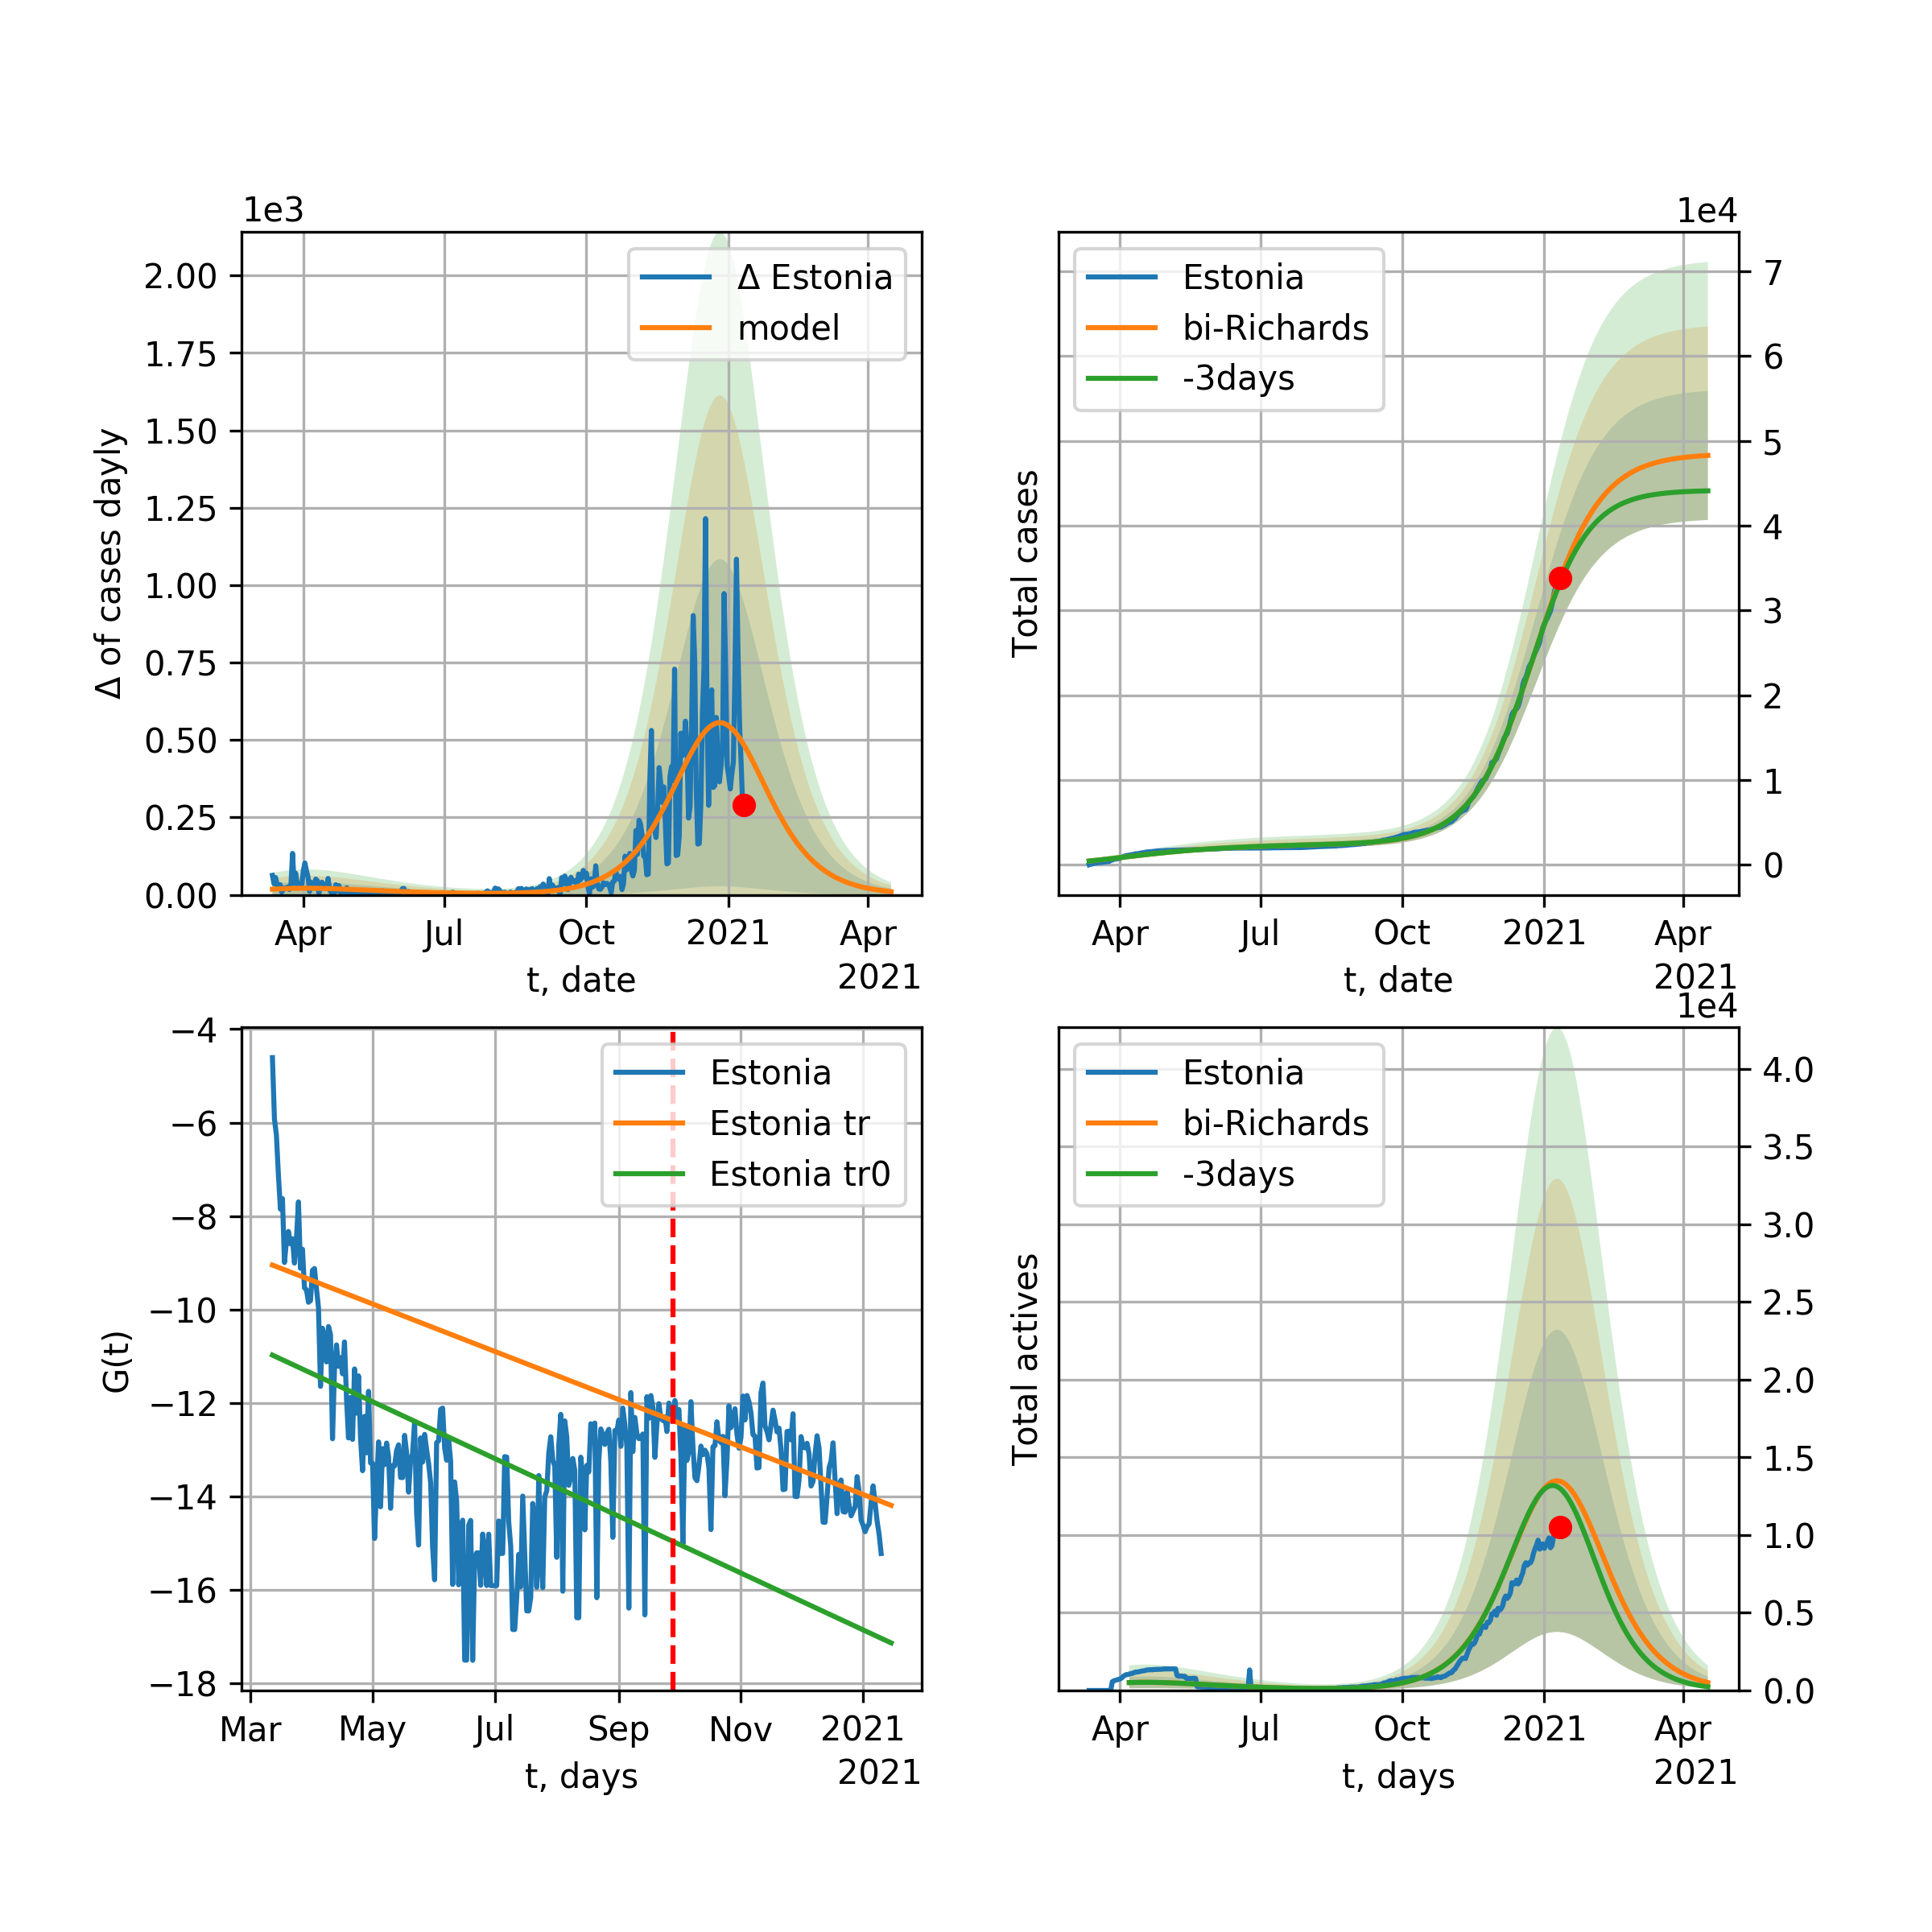 1e3
Δ of cases dayly
2.00
1.75
1.50
1.25
1.00
0.75
0.50
0.25
0.00
Δ Estonia
model
Apr Jul Oct 2021 Apr
t, date 2021
1e4
Total cases
Estonia
bi-Richards
-3days
7
6
5
4
3
2
1
0
Apr Jul Oct 2021 Apr
t, date 2021
G(t)
−4
−6
−8
−10
−12
−14
−16
−18
Estonia
Estonia tr
Estonia tr0
Mar May Jul Sep Nov 2021
t, days 2021
1e4
Total actives
Estonia
bi-Richards
-3days
4.0
3.5
3.0
2.5
2.0
1.5
1.0
0.5
0.0
Apr Jul Oct 2021 Apr
t, days 2021